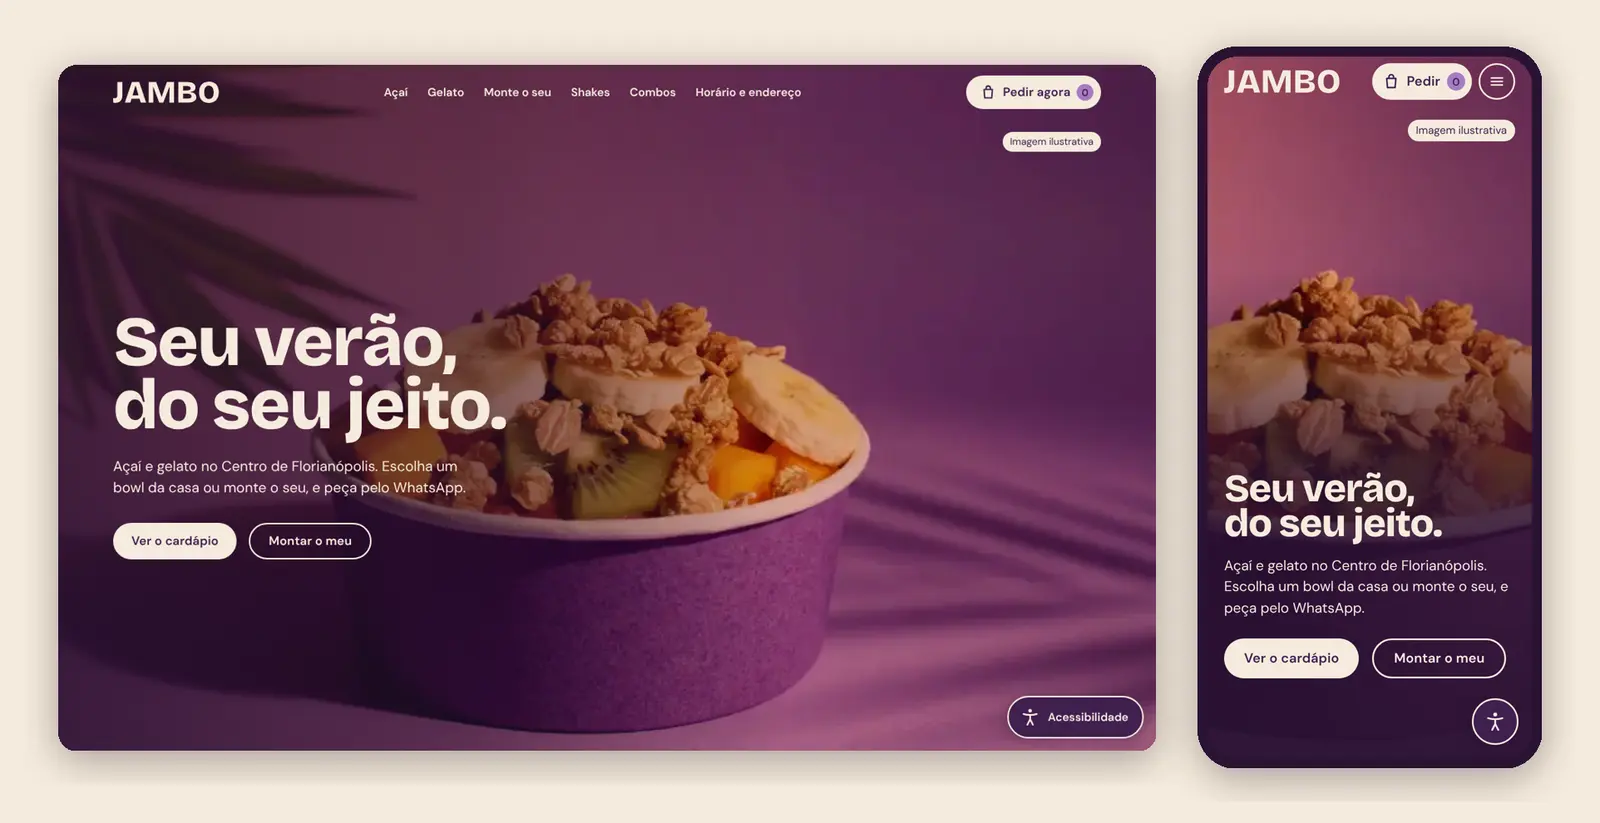 JAMBO
Açaí
Gelato
Monte o seu
Shakes
Combos
Horário e endereço
Pedir agora 0
Imagem ilustrativa
Seu verão,
do seu jeito.
Açaí e gelato no Centro de Florianópolis. Escolha um
bowl da casa ou monte o seu, e peça pelo WhatsApp.
Ver o cardápio
Montar o meu
Acessibilidade
JAMBO
Pedir 0
Imagem ilustrativa
Seu verão,
do seu jeito.
Açaí e gelato no Centro de Florianópolis.
Escolha um bowl da casa ou monte o seu, e
peça pelo WhatsApp.
Ver o cardápio
Montar o meu